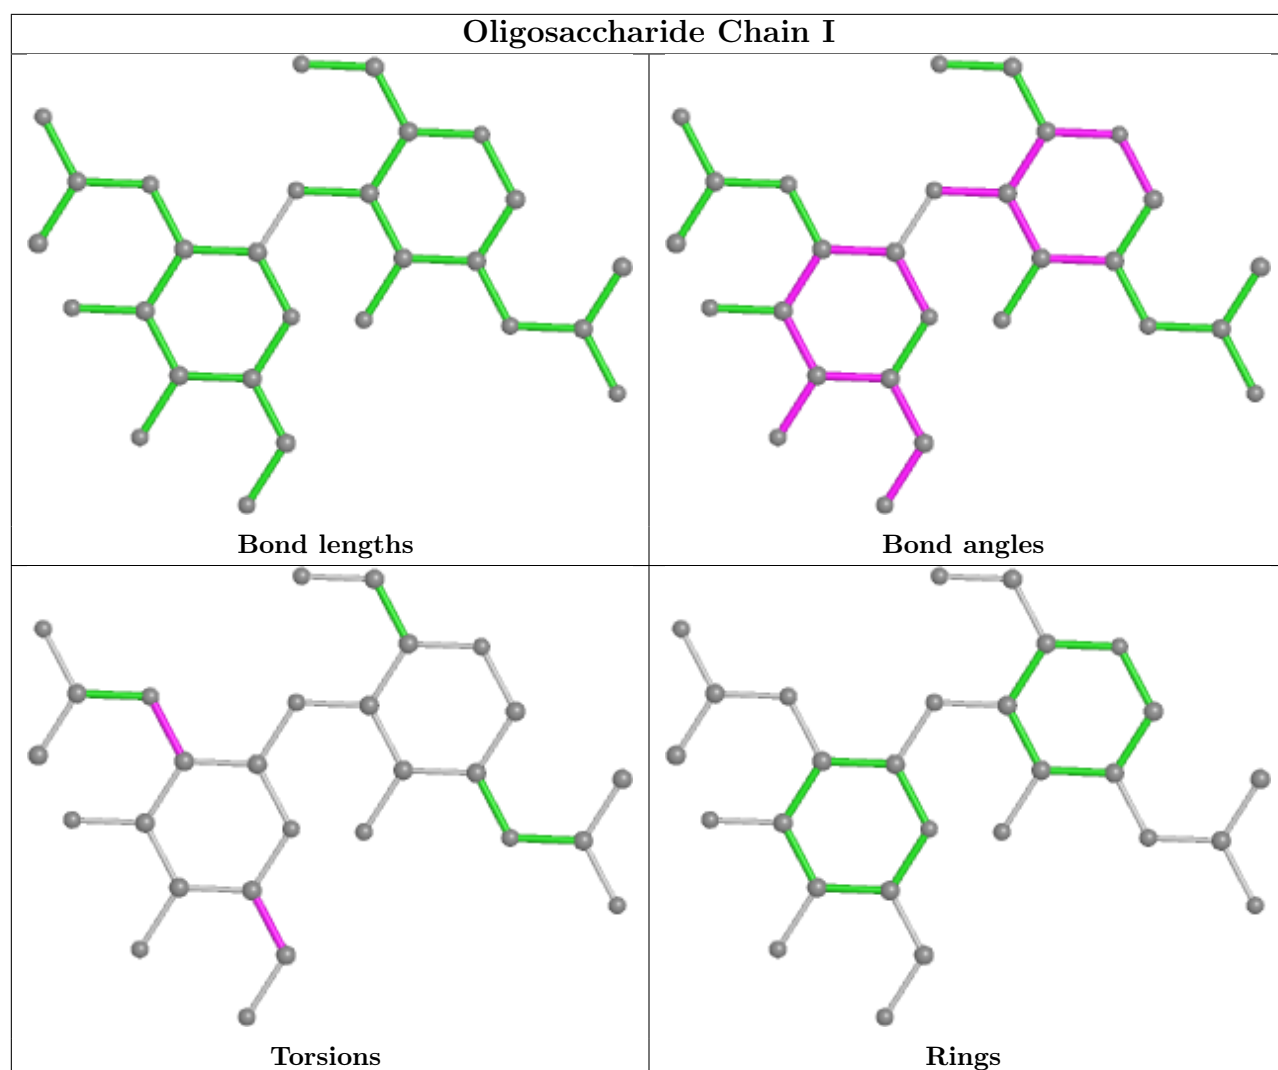 Oligosaccharide Chain I
Bond lengths
Bond angles
Torsions
Rings